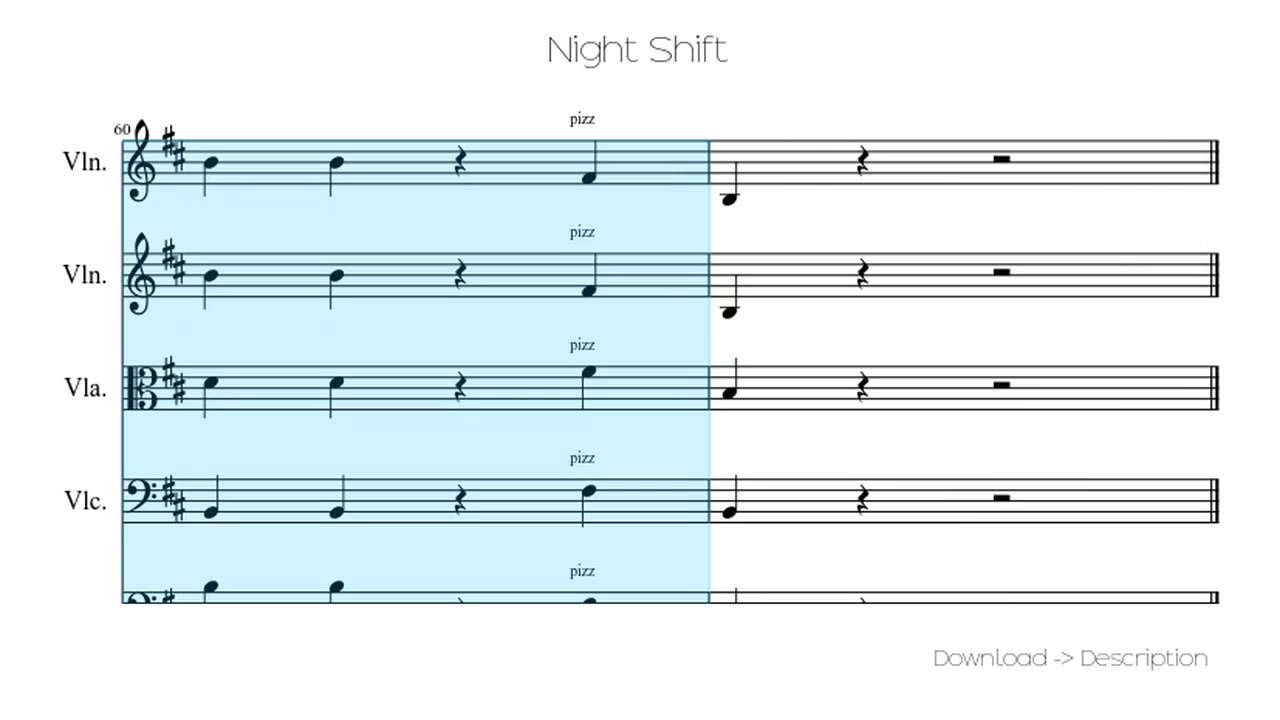 Night Shift
pizz
60
Vln.
pizz
Vln.
pizz
Vla.
pizz
Vlc.
pizz
Download -> Description